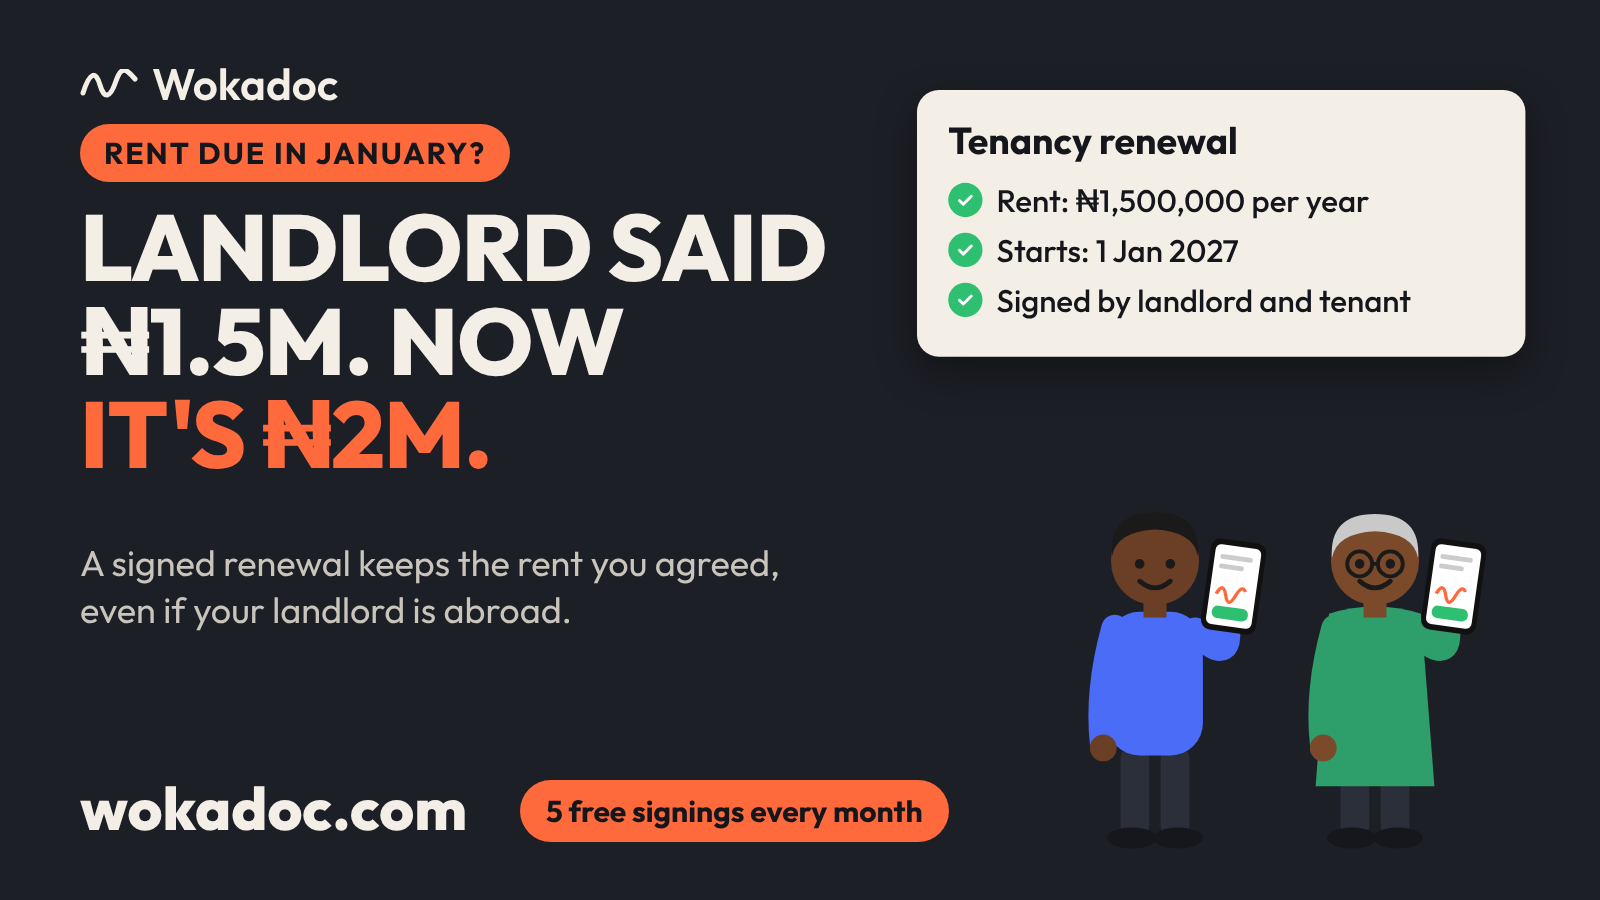 Wokadoc
RENT DUE IN JANUARY?
LANDLORD SAID
₦1.5M. NOW
IT'S ₦2M.
A signed renewal keeps the rent you agreed,
even if your landlord is abroad.
wokadoc.com
5 free signings every month
Tenancy renewal
Rent: ₦1,500,000 per year
Starts: 1 Jan 2027
Signed by landlord and tenant